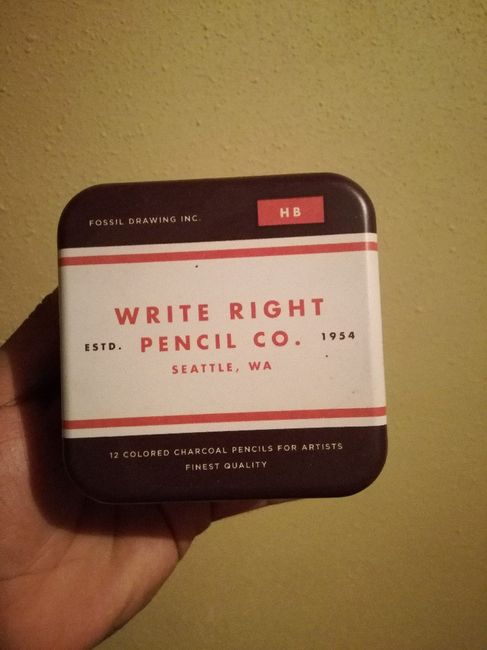 FOSSIL DRAWING INC.
HB
WRITE RIGHT
ESTD. PENCIL CO. 1954
SEATTLE, WA
12 COLORED CHARCOAL PENCILS FOR ARTISTS
FINEST QUALITY